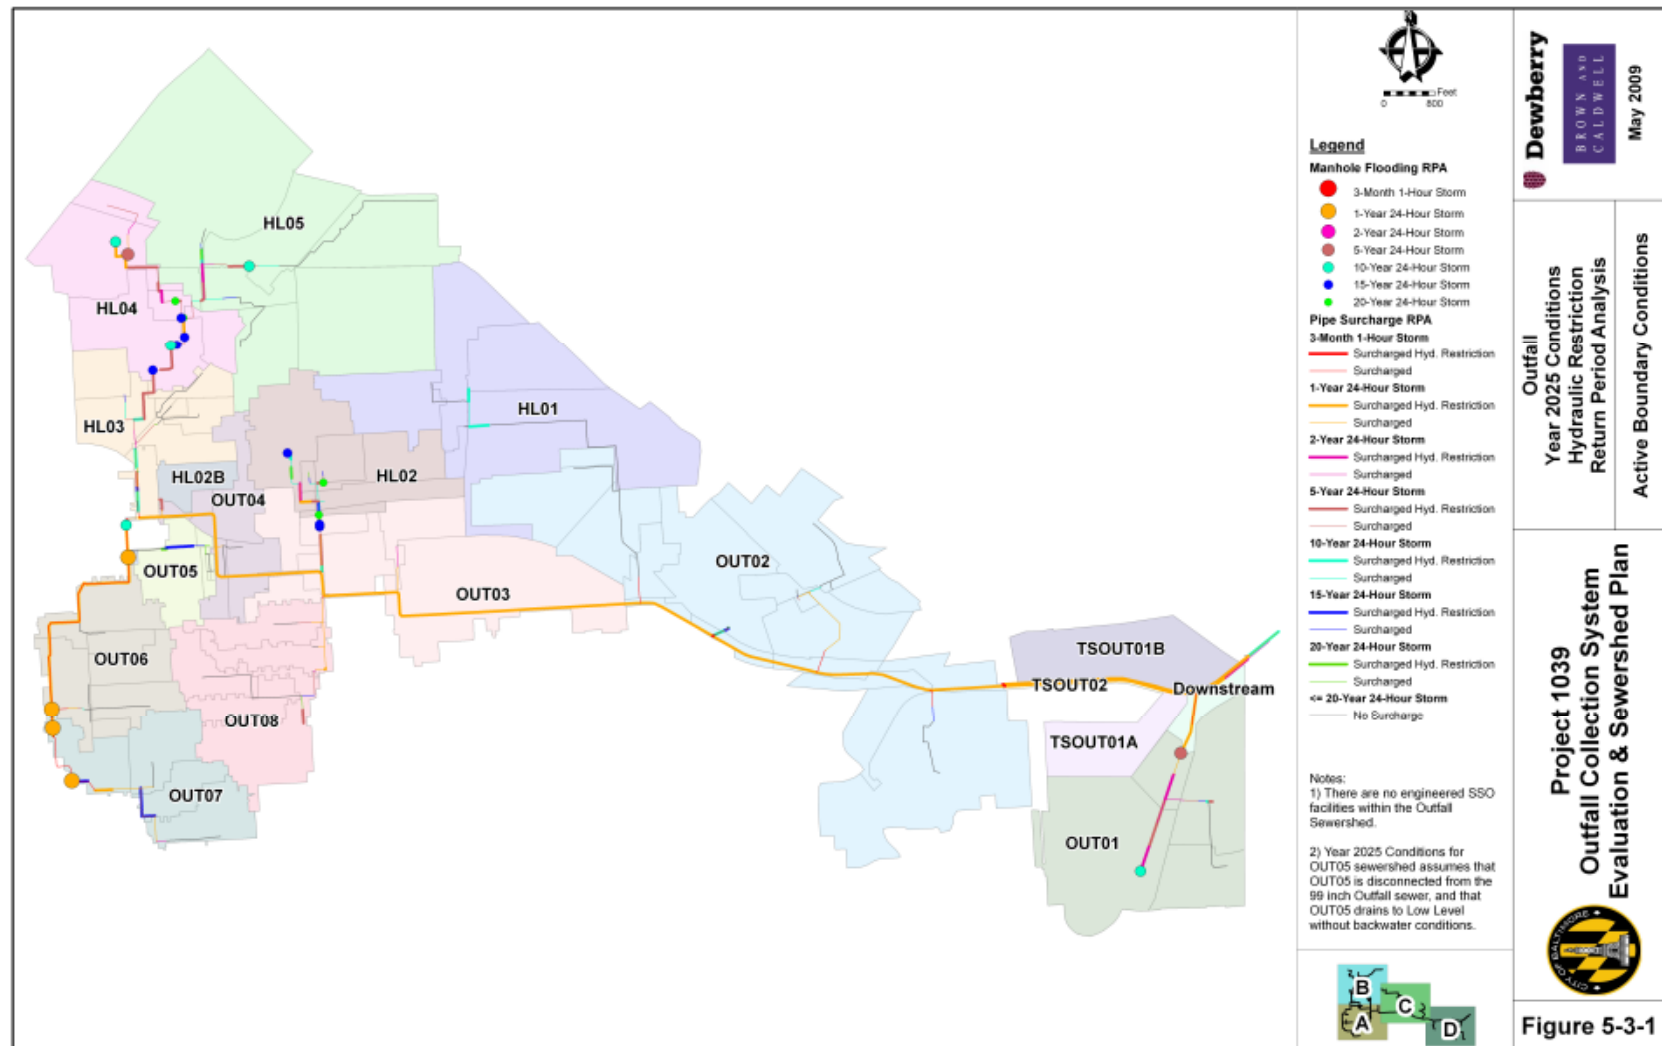 HL05
HL04
HL01
HL03
HL02
HL02B
OUT04
OUT02
OUT05
OUT03
TSOUT01B
OUT06
TSOUT02
Downstream
OUT08
TSOUT01A
OUT07
OUT01
Feet
0 800
Legend
Manhole Flooding RPA
3-Month 1-Hour Storm
1-Year 24-Hour Storm
2-Year 24-Hour Storm
5-Year 24-Hour Storm
10-Year 24-Hour Storm
15-Year 24-Hour Storm
20-Year 24-Hour Storm
Pipe Surcharge RPA
3-Month 1-Hour Storm
Surcharged Hyd. Restriction
Surcharged
1-Year 24-Hour Storm
Surcharged Hyd. Restriction
Surcharged
2-Year 24-Hour Storm
Surcharged Hyd. Restriction
Surcharged
5-Year 24-Hour Storm
Surcharged Hyd. Restriction
Surcharged
10-Year 24-Hour Storm
Surcharged Hyd. Restriction
Surcharged
15-Year 24-Hour Storm
Surcharged Hyd. Restriction
Surcharged
20-Year 24-Hour Storm
Surcharged Hyd. Restriction
Surcharged
<= 20-Year 24-Hour Storm
No Surcharge
Notes:
1) There are no engineered SSO
facilities within the Outfall
Sewershed.
2) Year 2025 Conditions for
OUT05 sewershed assumes that
OUT05 is disconnected from the
99 inch Outfall sewer, and that
OUT05 drains to Low Level
without backwater conditions.
B
C
A
D
Dewberry
BROWN AND
CALDWELL
May 2009
Outfall
Year 2025 Conditions
Hydraulic Restriction
Return Period Analysis
Active Boundary Conditions
Project 1039
Outfall Collection System
Evaluation & Sewershed Plan
CITY OF BALTIMORE
Figure 5-3-1